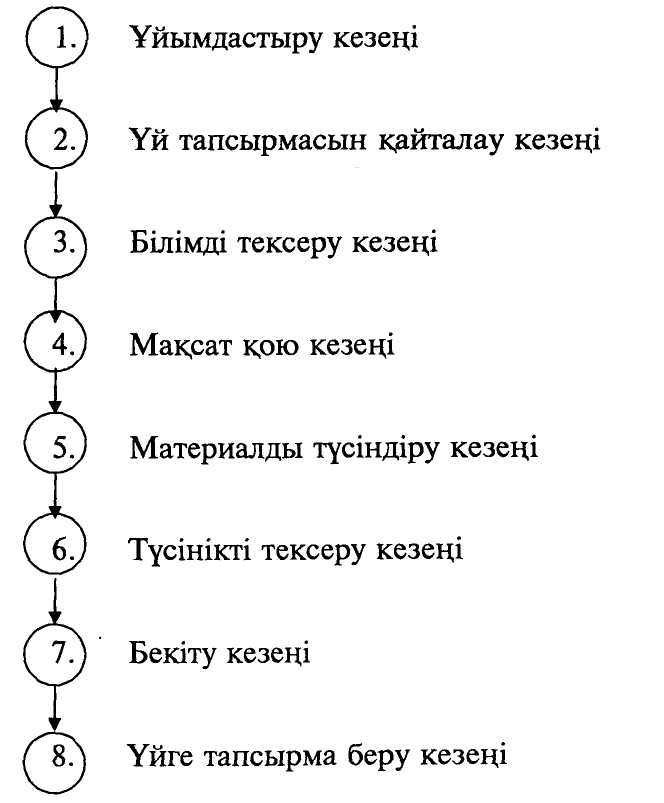 1. Ұйымдастыру кезеңі
2. Үй тапсырмасын қайталау кезеңі
3. Білімді тексеру кезеңі
4. Мақсат қою кезеңі
5. Материалды түсіндіру кезеңі
6. Түсінікті тексеру кезеңі
7. Бекіту кезеңі
8. Үйге тапсырма беру кезеңі